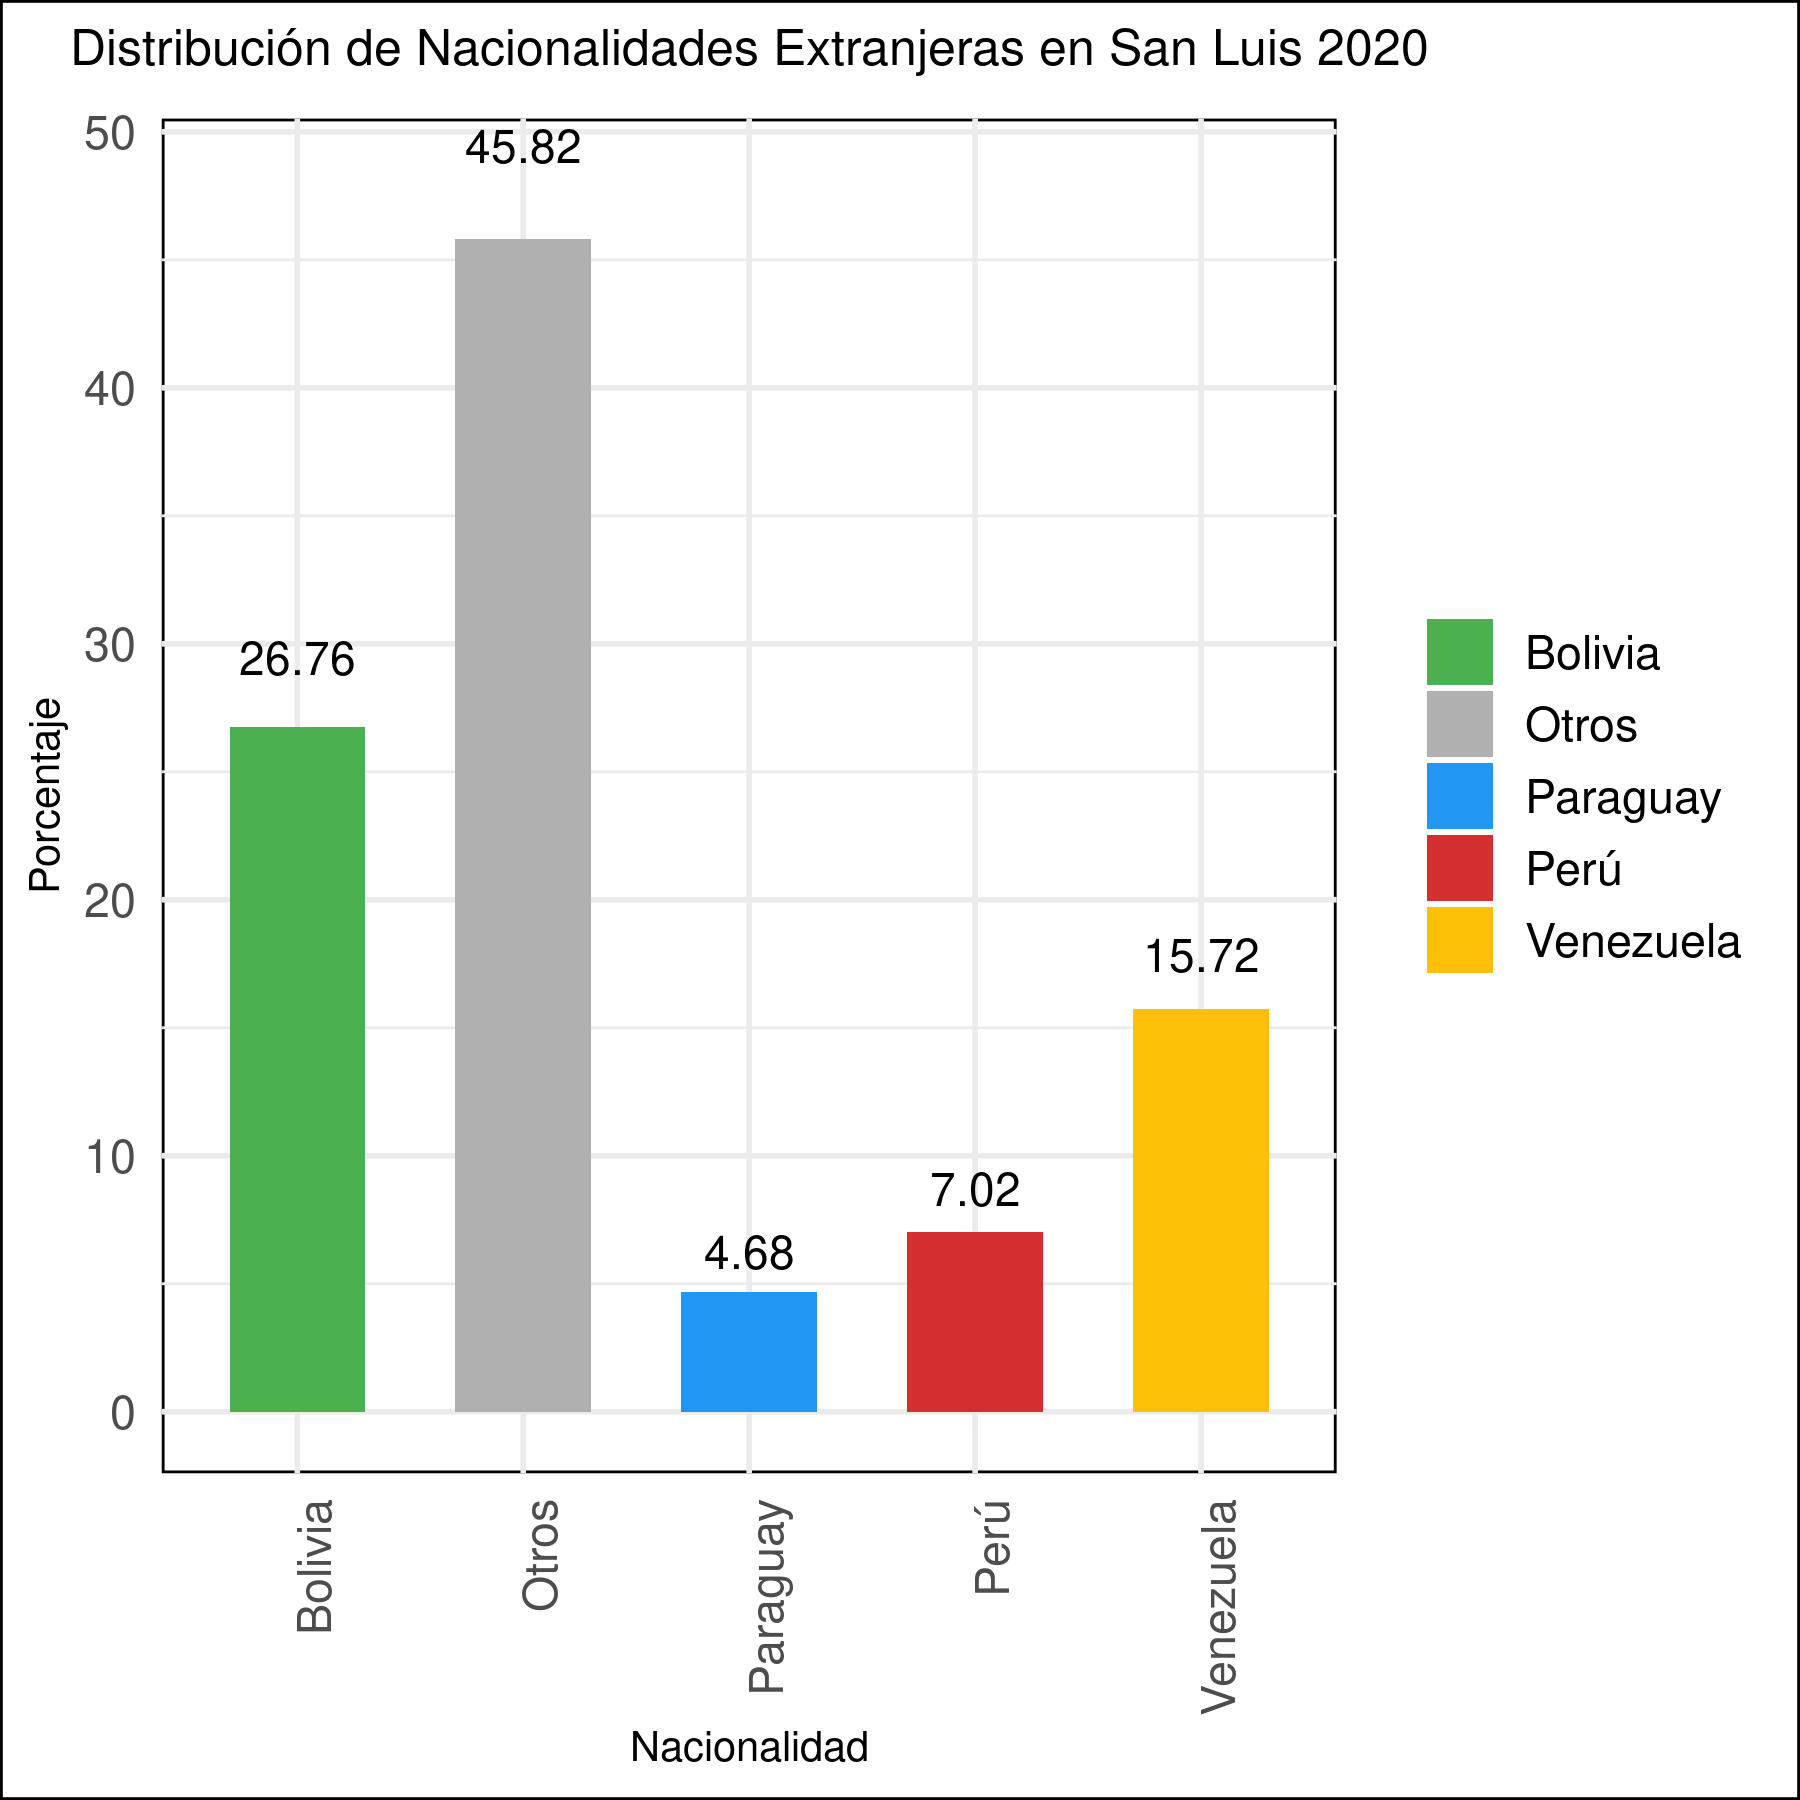 Distribución de Nacionalidades Extranjeras en San Luis 2020
50
40
30
20
10
0
Porcentaje
26.76
45.82
4.68
7.02
15.72
Bolivia
Otros
Paraguay
Perú
Venezuela
Nacionalidad
Bolivia
Otros
Paraguay
Perú
Venezuela